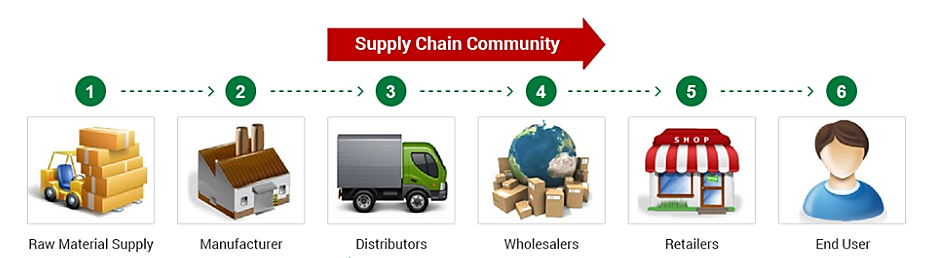 Supply Chain Community
1
2
3
4
5
6
SHOP
Raw Material Supply
Manufacturer
Distributors
Wholesalers
Retailers
End User